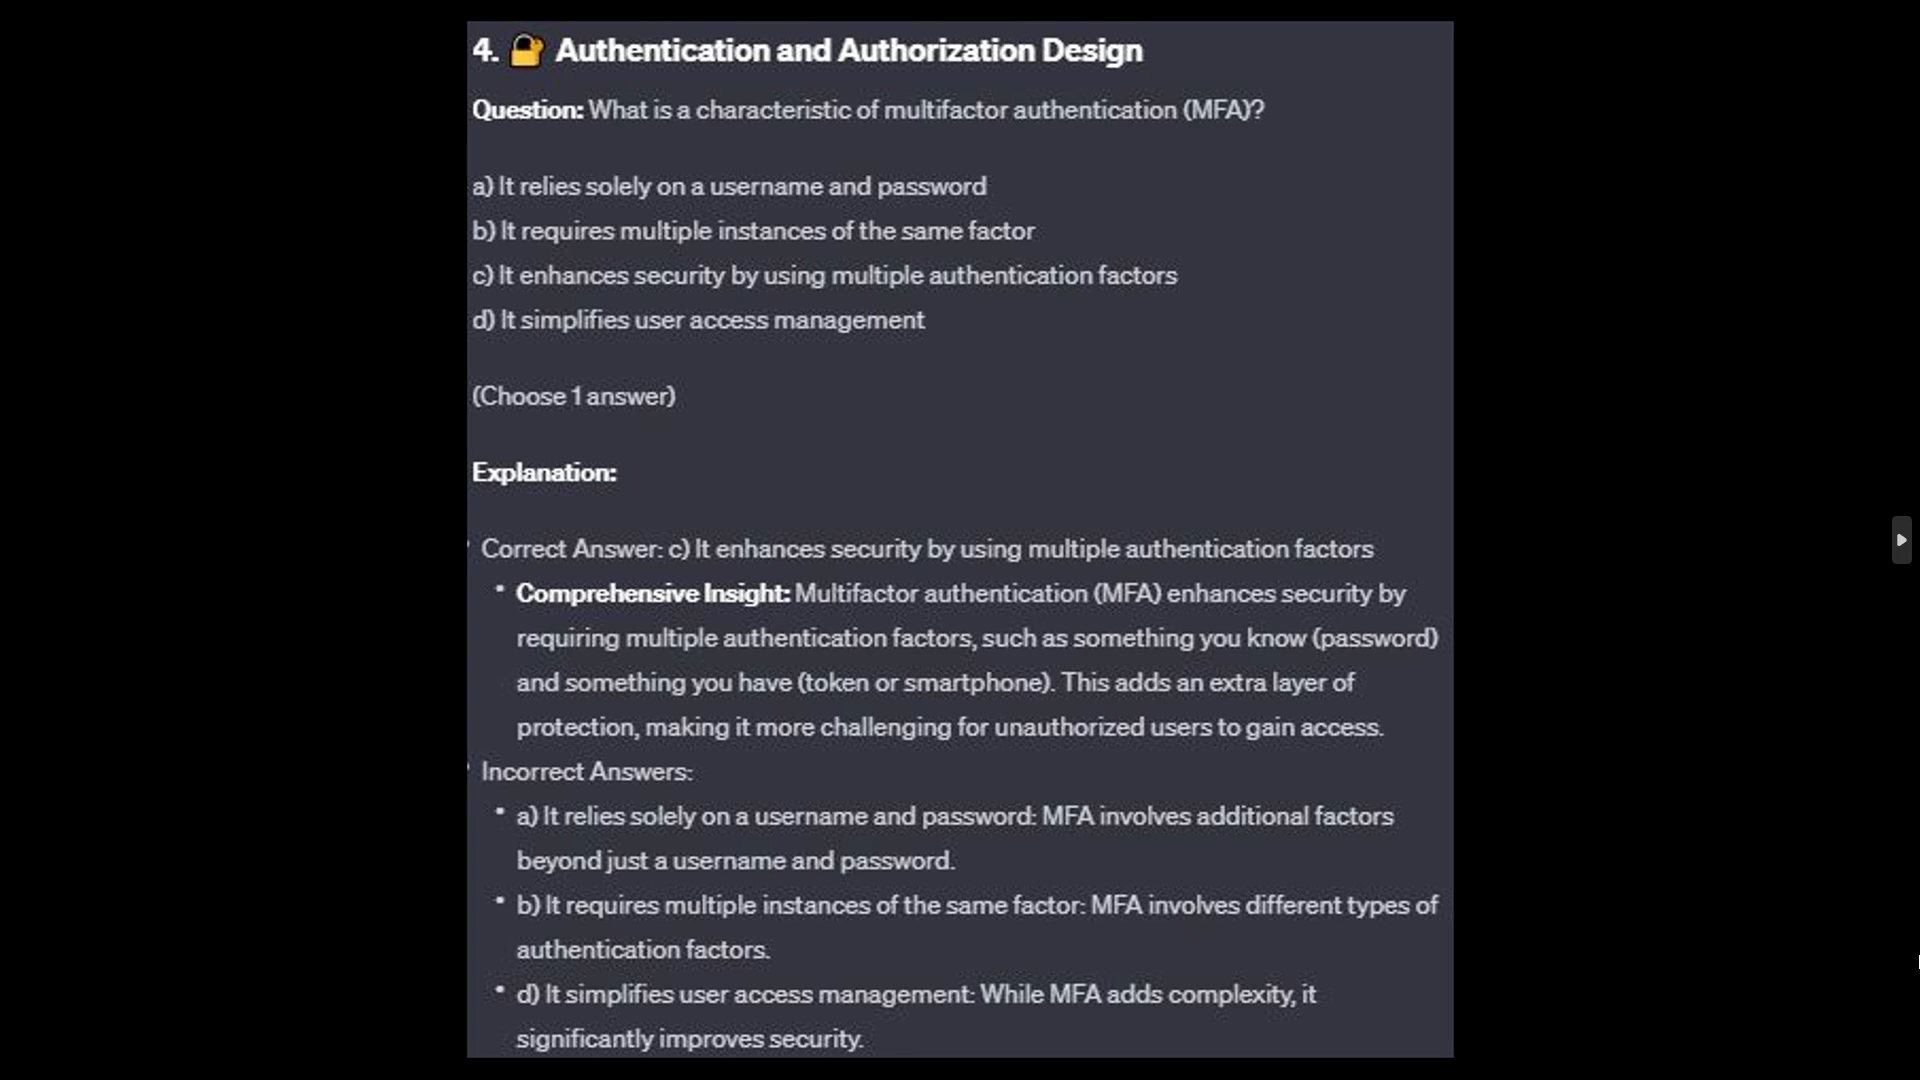 4. 🔐 Authentication and Authorization Design
Question: What is a characteristic of multifactor authentication (MFA)?
a) It relies solely on a username and password
b) It requires multiple instances of the same factor
c) It enhances security by using multiple authentication factors
d) It simplifies user access management
(Choose 1 answer)
Explanation:
Correct Answer: c) It enhances security by using multiple authentication factors
• Comprehensive Insight: Multifactor authentication (MFA) enhances security by
requiring multiple authentication factors, such as something you know (password)
and something you have (token or smartphone). This adds an extra layer of
protection, making it more challenging for unauthorized users to gain access.
Incorrect Answers:
• a) It relies solely on a username and password: MFA involves additional factors
beyond just a username and password.
• b) It requires multiple instances of the same factor: MFA involves different types of
authentication factors.
• d) It simplifies user access management: While MFA adds complexity, it
significantly improves security.